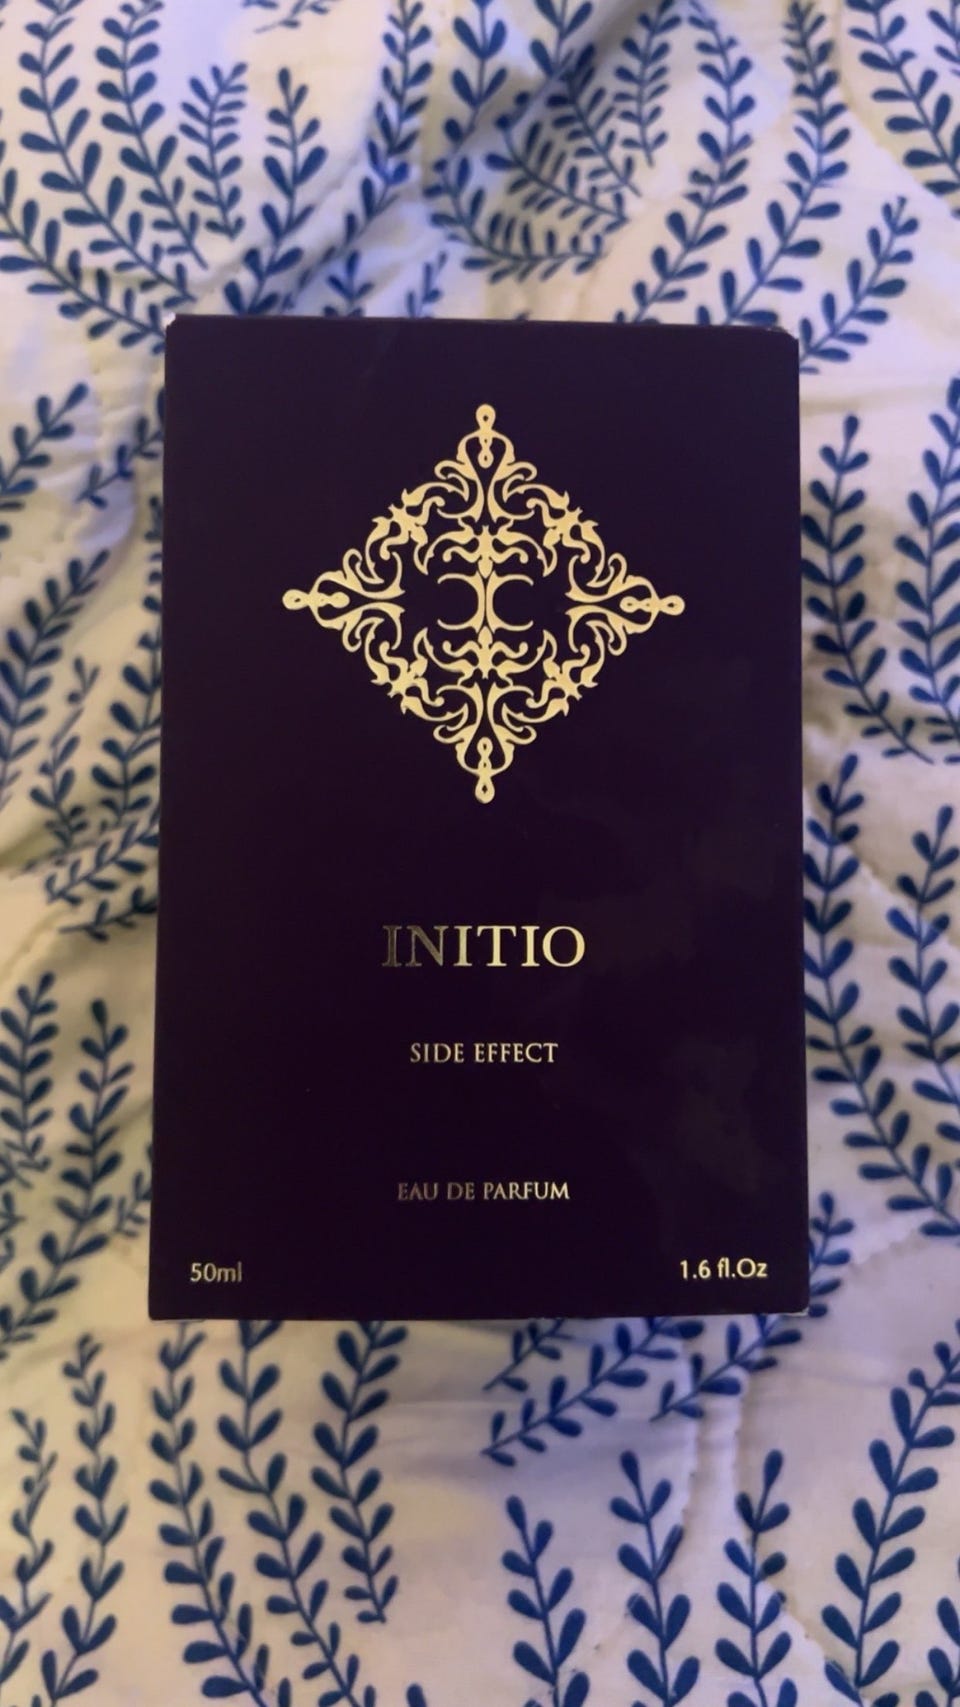 INITIO
SIDE EFFECT
EAU DE PARFUM
50ml
1.6 fl.Oz